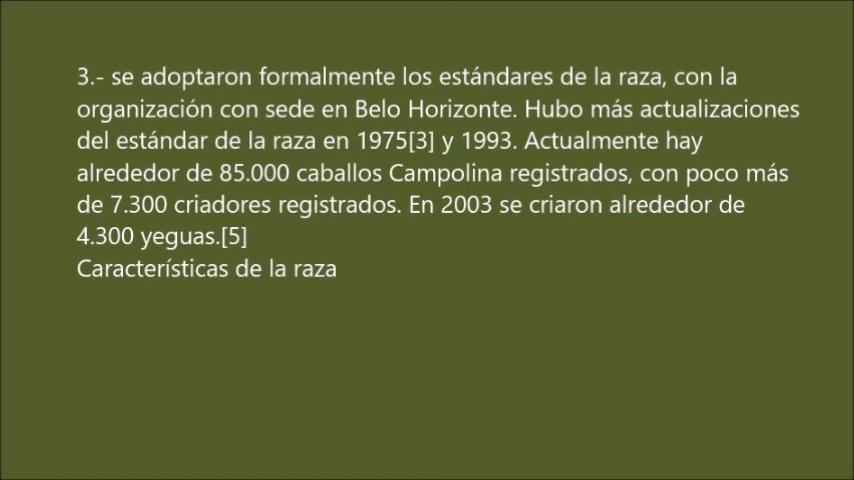 3.- se adoptaron formalmente los estándares de la raza, con la
organización con sede en Belo Horizonte. Hubo más actualizaciones
del estándar de la raza en 1975[3] y 1993. Actualmente hay
alrededor de 85.000 caballos Campolina registrados, con poco más
de 7.300 criadores registrados. En 2003 se criaron alrededor de
4.300 yeguas.[5]
Características de la raza